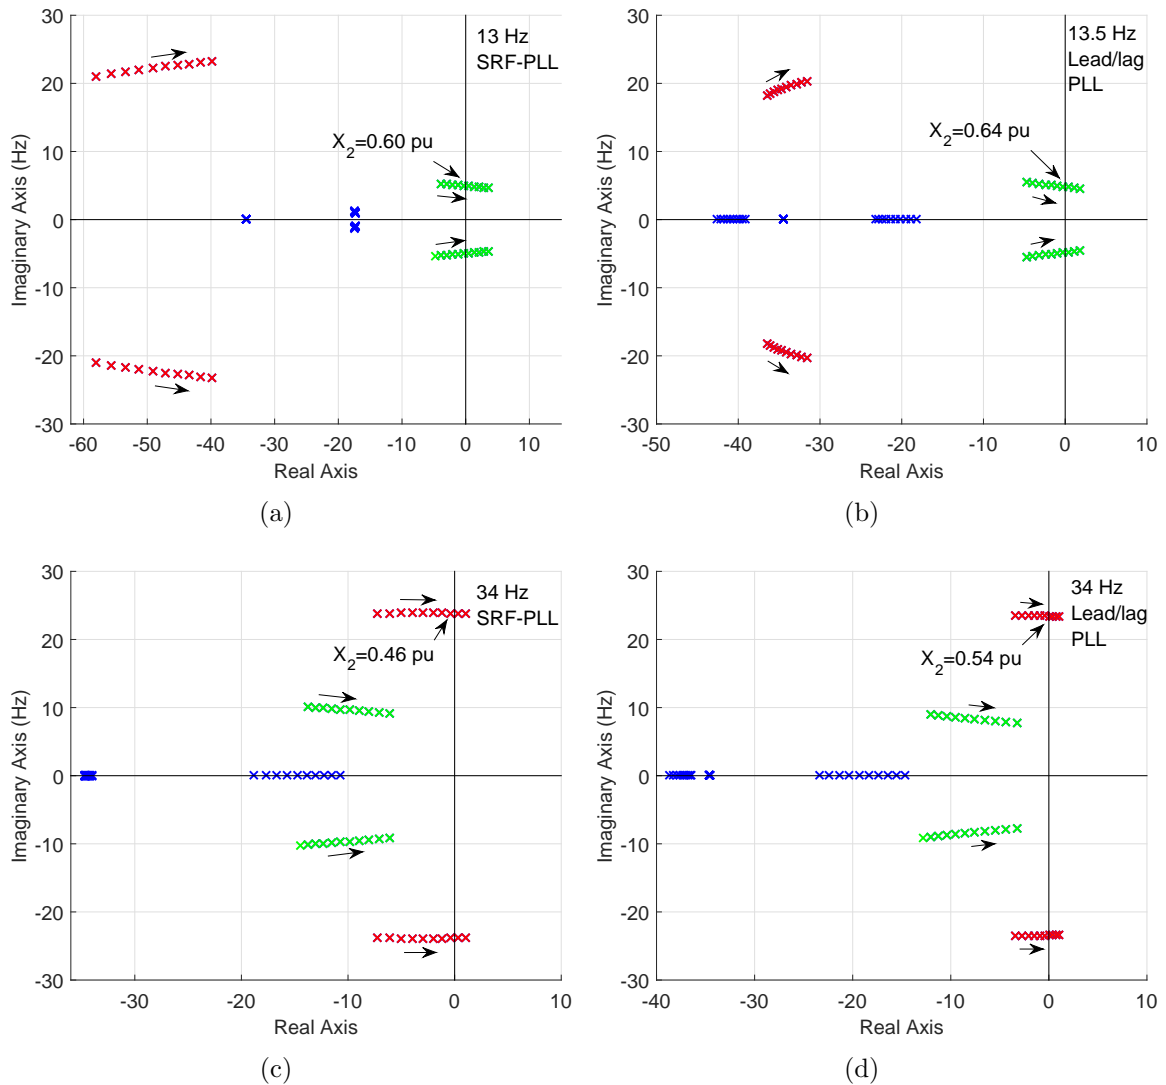 30
20
10
0
-10
-20
-30
-60
-50
-40
-30
-20
-10
0
10
Imaginary Axis (Hz)
Real Axis
13 Hz
SRF-PLL
X2=0.60 pu
(a)
30
20
10
0
-10
-20
-30
-50
-40
-30
-20
-10
0
10
Imaginary Axis (Hz)
Real Axis
13.5 Hz
Lead/lag
PLL
X2=0.64 pu
(b)
30
20
10
0
-10
-20
-30
-30
-20
-10
0
10
Imaginary Axis (Hz)
Real Axis
34 Hz
SRF-PLL
X2=0.46 pu
(c)
30
20
10
0
-10
-20
-30
-40
-30
-20
-10
0
10
Imaginary Axis (Hz)
Real Axis
34 Hz
Lead/lag
PLL
X2=0.54 pu
(d)